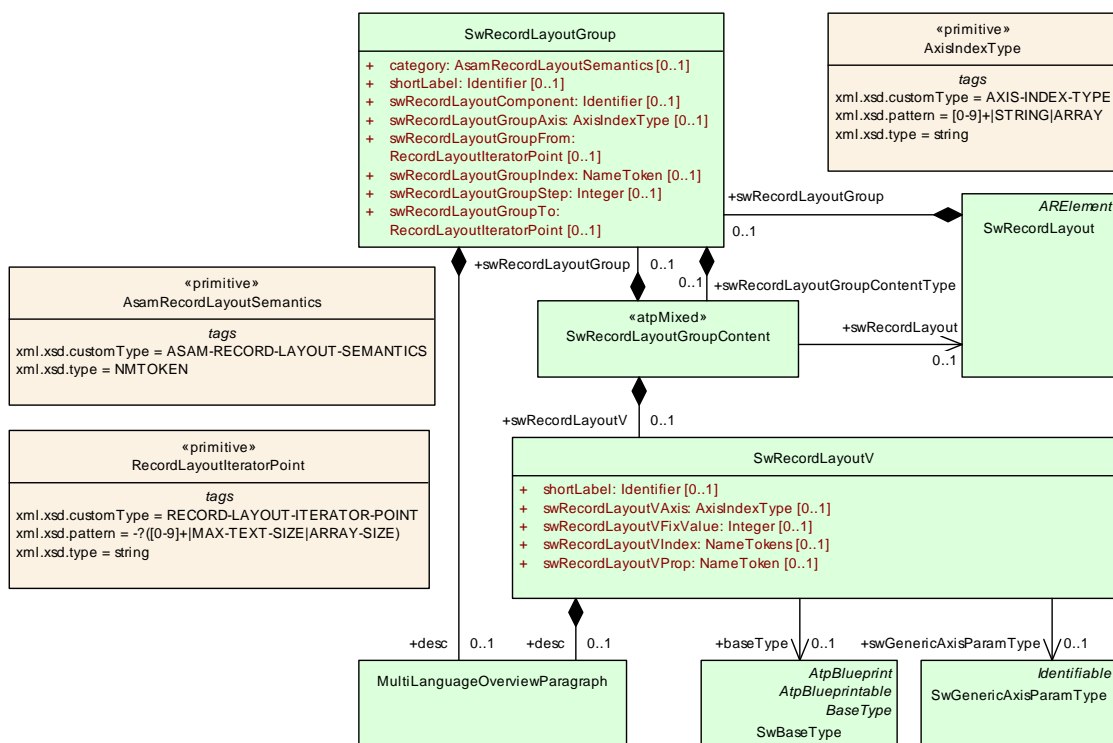 SwRecordLayoutGroup
+ category: AsamRecordLayoutSemantics [0..1]
+ shortLabel: Identifier [0..1]
+ swRecordLayoutComponent: Identifier [0..1]
+ swRecordLayoutGroupAxis: AxisIndexType [0..1]
+ swRecordLayoutGroupFrom:
RecordLayoutIteratorPoint [0..1]
+ swRecordLayoutGroupIndex: NameToken [0..1]
+ swRecordLayoutGroupStep: Integer [0..1]
+ swRecordLayoutGroupTo:
RecordLayoutIteratorPoint [0..1]
«primitive»
AxisIndexType
tags
xml.xsd.customType = AXIS-INDEX-TYPE
xml.xsd.pattern = [0-9]+|STRING|ARRAY
xml.xsd.type = string
+swRecordLayoutGroup
0..1
ARElement
SwRecordLayout
+swRecordLayoutGroup
0..1
0..1
+swRecordLayoutGroupContentType
«primitive»
AsamRecordLayoutSemantics
tags
xml.xsd.customType = ASAM-RECORD-LAYOUT-SEMANTICS
xml.xsd.type = NMTOKEN
«atpMixed»
SwRecordLayoutGroupContent
+swRecordLayout
0..1
+swRecordLayoutV
0..1
«primitive»
RecordLayoutIteratorPoint
tags
xml.xsd.customType = RECORD-LAYOUT-ITERATOR-POINT
xml.xsd.pattern = -?([0-9]+|MAX-TEXT-SIZE|ARRAY-SIZE)
xml.xsd.type = string
SwRecordLayoutV
+ shortLabel: Identifier [0..1]
+ swRecordLayoutVAxis: AxisIndexType [0..1]
+ swRecordLayoutVFixValue: Integer [0..1]
+ swRecordLayoutVIndex: NameTokens [0..1]
+ swRecordLayoutVProp: NameToken [0..1]
+desc
0..1
+desc
0..1
+baseType
0..1
+swGenericAxisParamType
0..1
MultiLanguageOverviewParagraph
AtpBlueprint
AtpBlueprintable
BaseType
SwBaseType
Identifiable
SwGenericAxisParamType